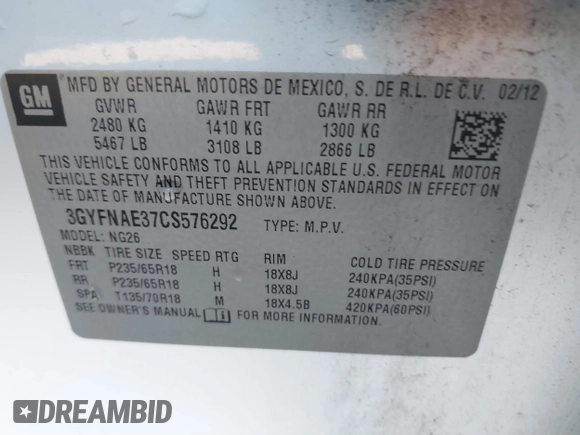 GM
MFD BY GENERAL MOTORS DE MEXICO, S. DE R.L. DE C.V. 02/12
GVWR GAWR FRT GAWR RR
2480 KG 1410 KG 1300 KG
5467 LB 3108 LB 2866 LB
THIS VEHICLE CONFORMS TO ALL APPLICABLE U.S. FEDERAL MOTOR
VEHICLE SAFETY AND THEFT PREVENTION STANDARDS IN EFFECT ON
THE DATE OF MANUFACTURE SHOWN ABOVE.
3GYFNAE37CS576292 TYPE: M.P.V.
MODEL: NG26
NBBK TIRE SIZE SPEED RTG RIM COLD TIRE PRESSURE
FRT P235/65R18 H 18X8J 240KPA(35PSI)
RR P235/65R18 H 18X8J 240KPA(35PSI)
SPA T135/70R18 M 18X4.5B 420KPA(60PSI)
SEE OWNER'S MANUAL FOR MORE INFORMATION.
DREAMBID